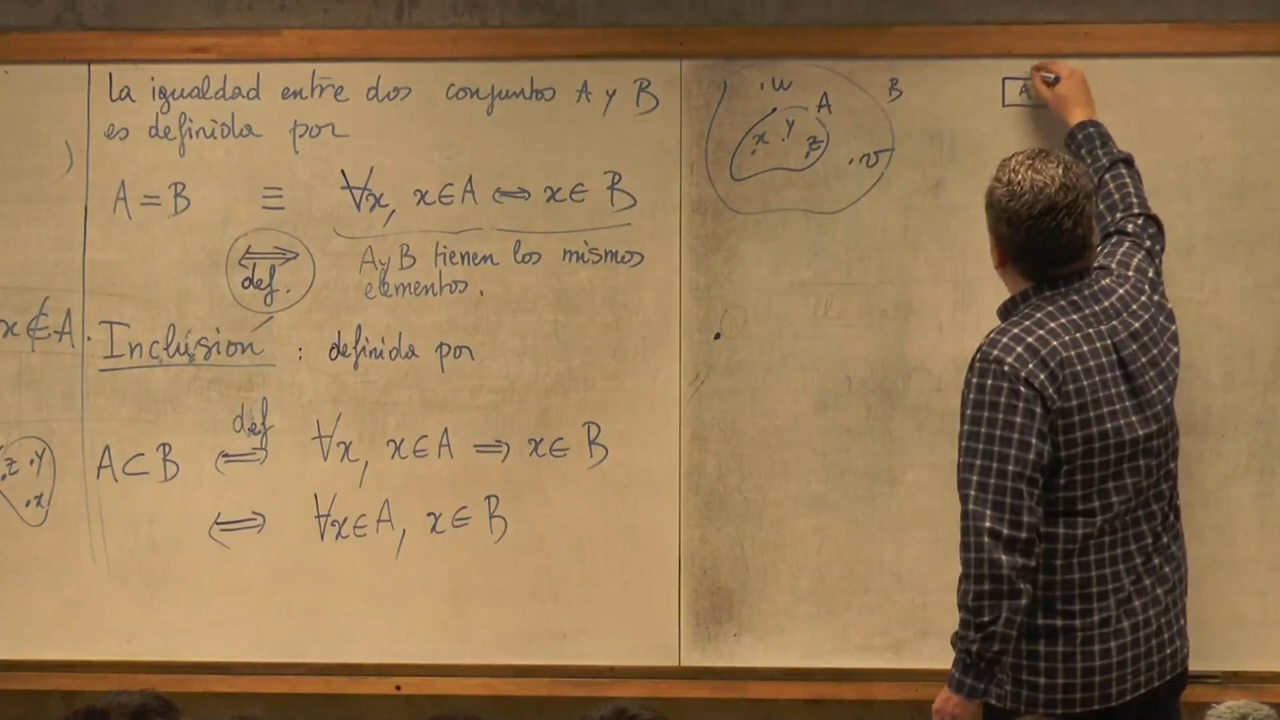 La igualdad entre dos conjuntos A y B
es definida por
A = B ≡ ∀x, x ∈ A ⇔ x ∈ B
⇔ def.
A y B tienen los mismos
elementos.
x ∉ A.
Inclusión : definida por
A ⊂ B ⇔ def ∀x, x ∈ A ⇒ x ∈ B
⇔ ∀x ∈ A, x ∈ B
)
.z .y
.x
.w B
A
x y z
.v
A